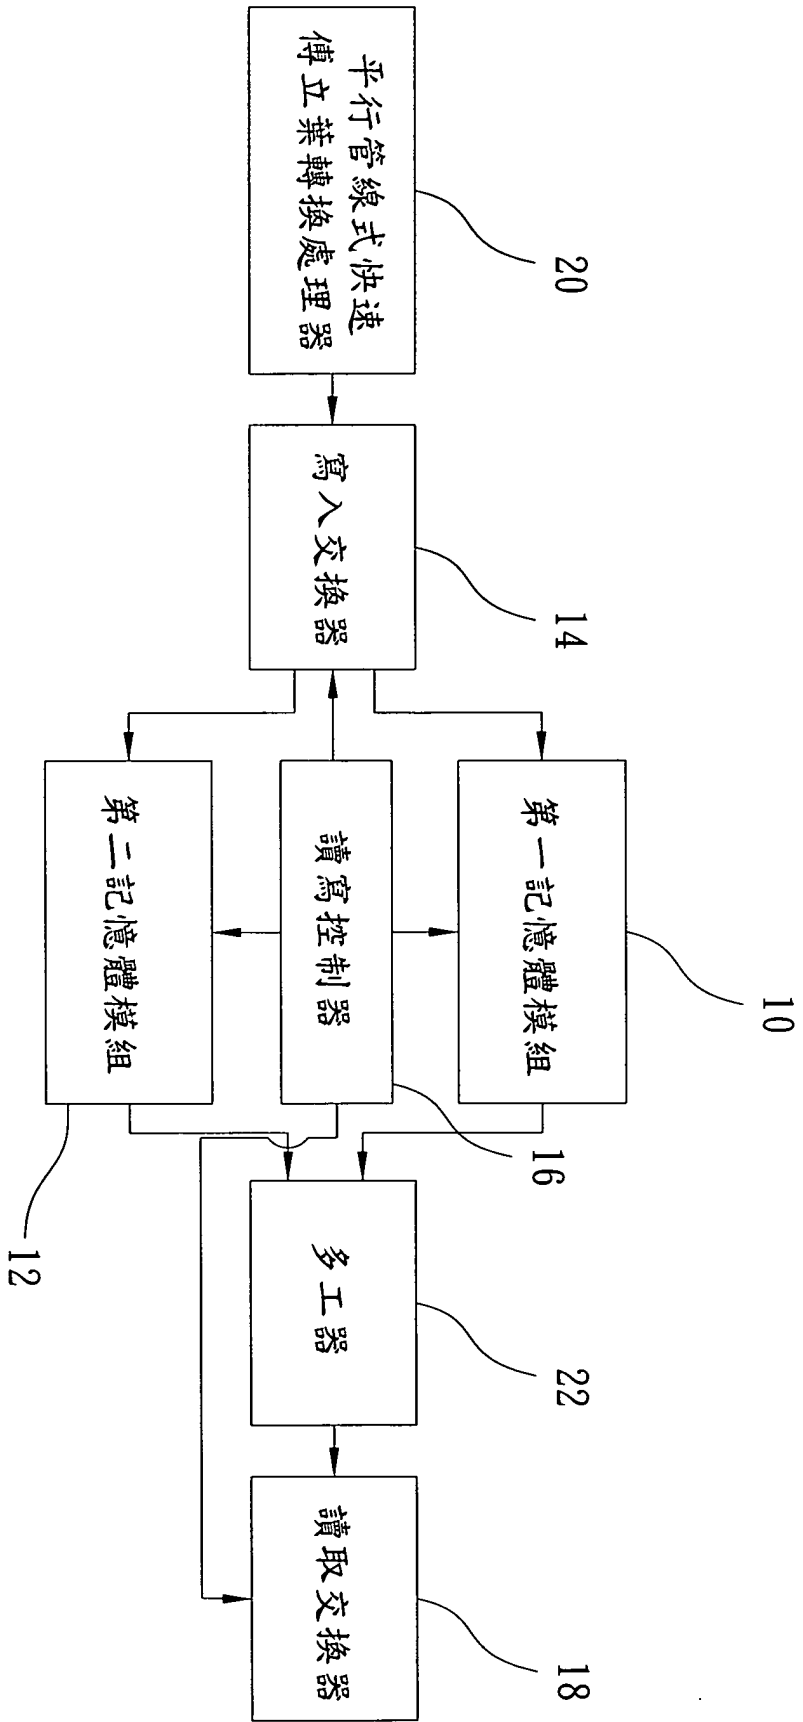 平行管線式快速
傅立葉轉換處理器
20
寫入交換器
14
第一記憶體模組
10
讀寫控制器
16
第二記憶體模組
12
多工器
22
讀取交換器
18